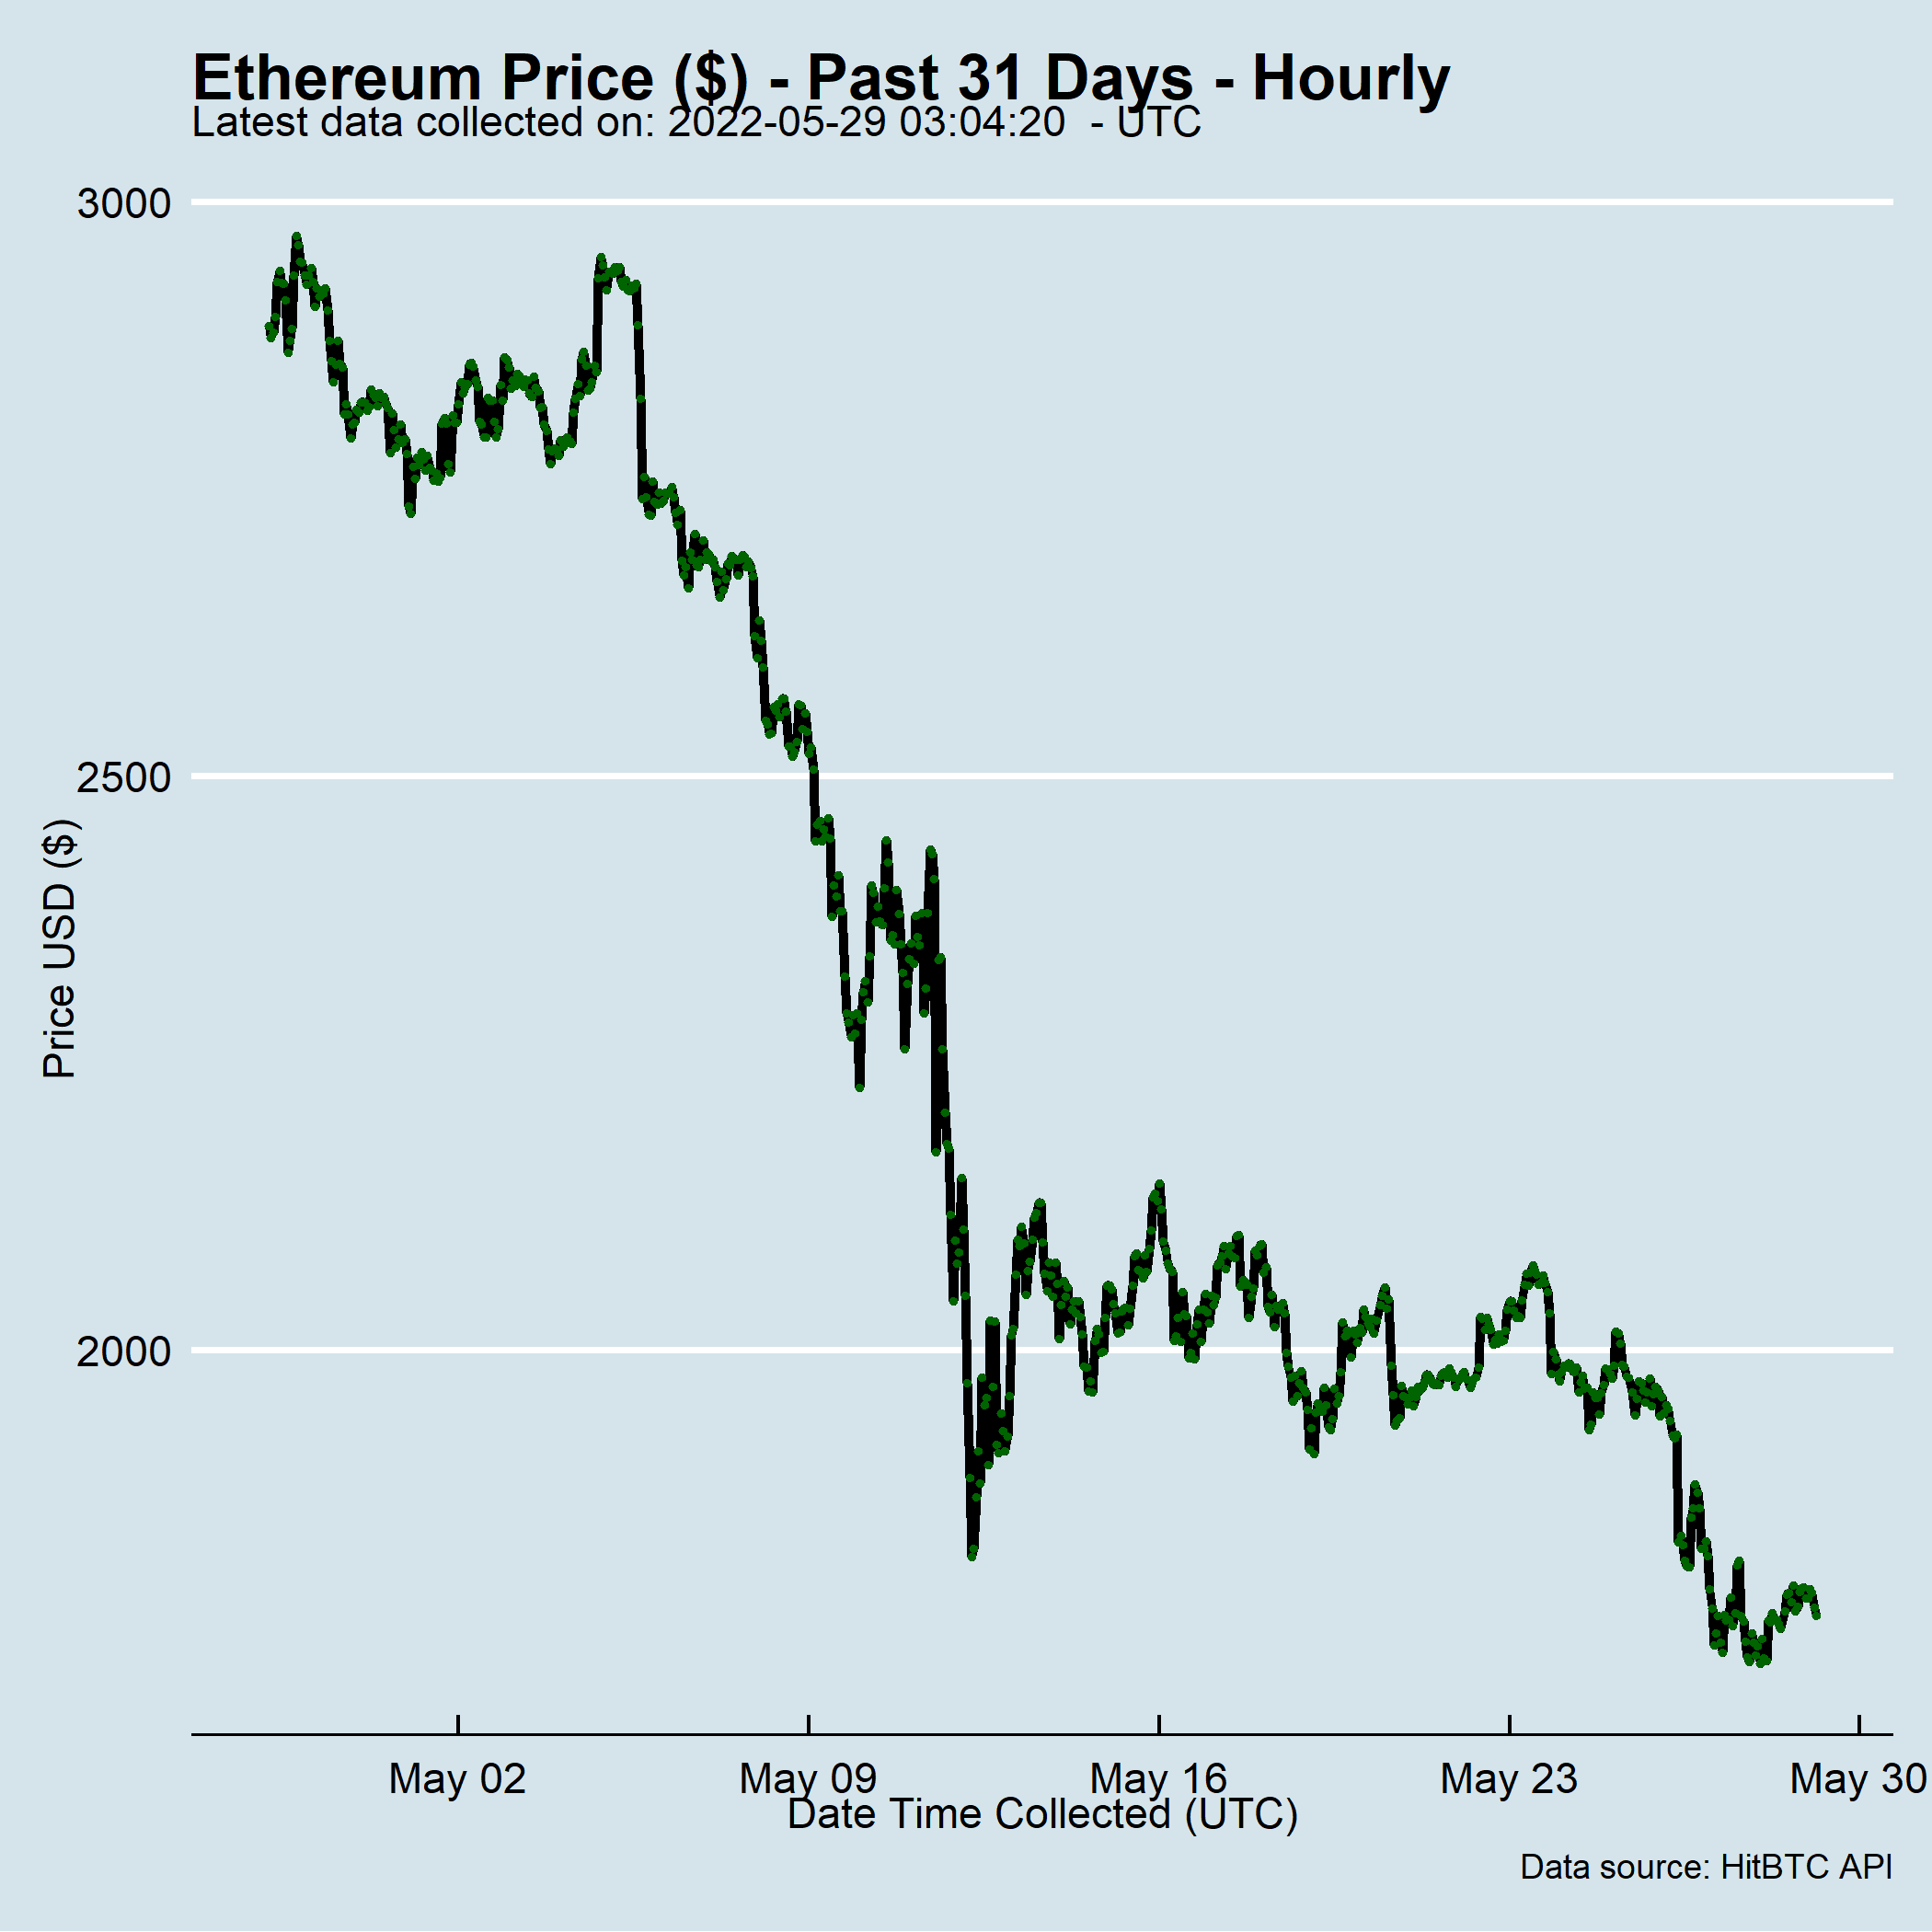 Ethereum Price ($) - Past 31 Days - Hourly
Latest data collected on: 2022-05-29 03:04:20  - UTC
3000
2500
2000
Price USD ($)
May 02
May 09
May 16
May 23
May 30
Date Time Collected (UTC)
Data source: HitBTC API